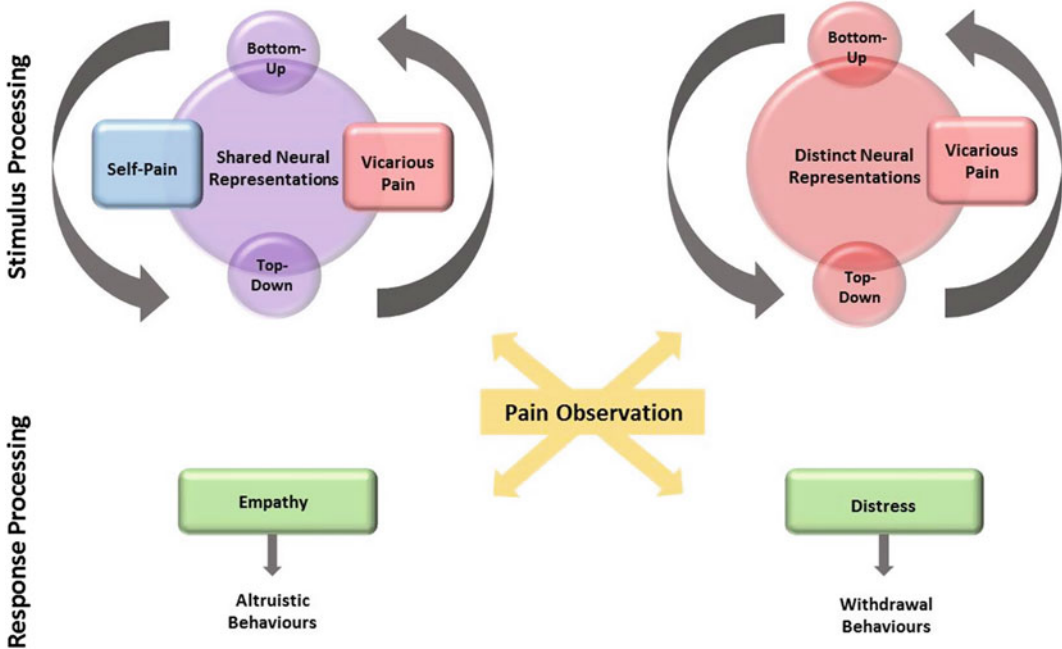 Stimulus Processing
Bottom-
Up
Self-Pain
Shared Neural
Representations
Vicarious
Pain
Top-
Down
Bottom-
Up
Distinct Neural
Representations
Vicarious
Pain
Top-
Down
Pain Observation
Response Processing
Empathy
Altruistic
Behaviours
Distress
Withdrawal
Behaviours